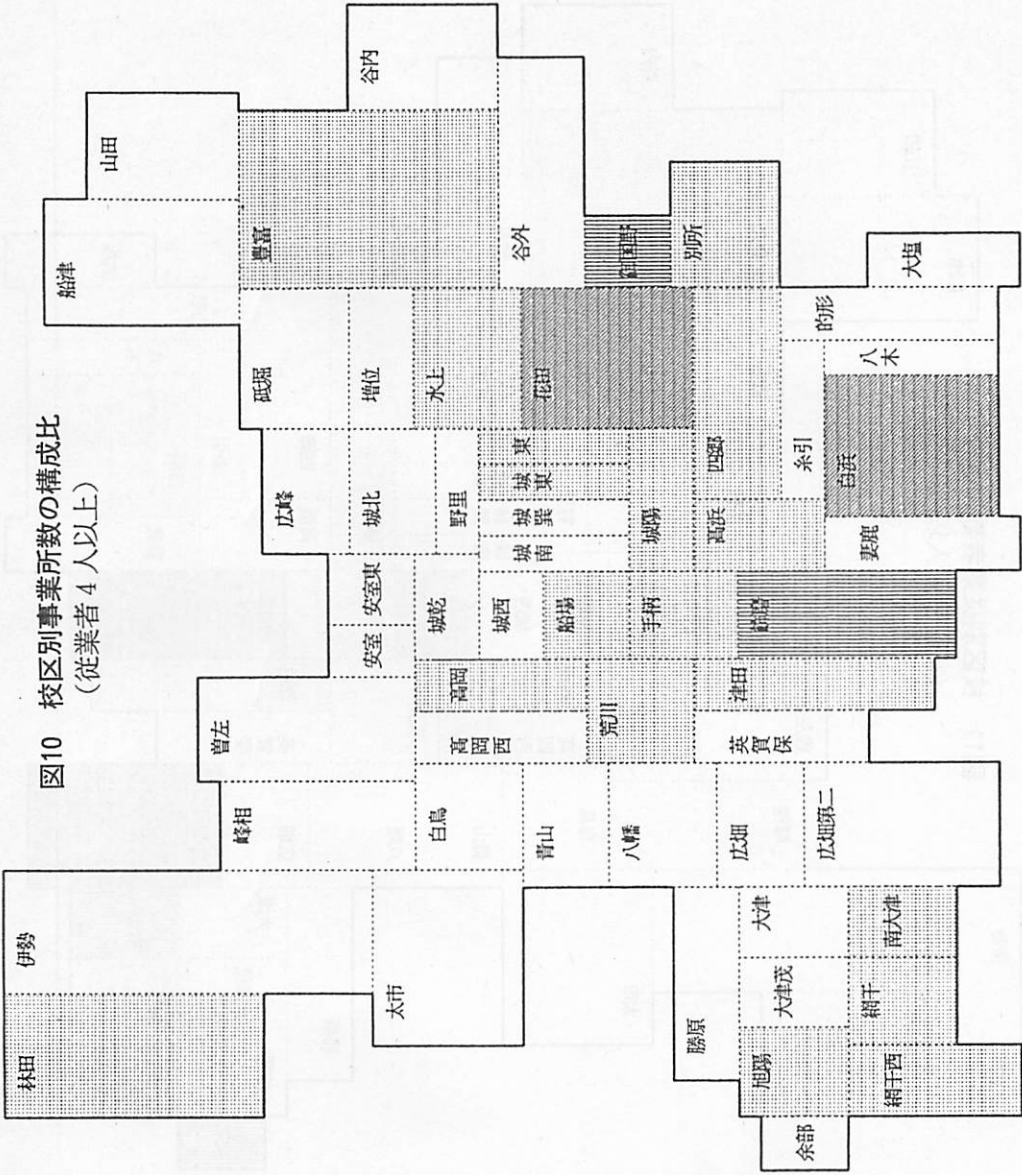 図10 校区別事業所数の構成比
(従業者4人以上)
林田
伊勢
太市
峰相
曽左
白鳥
青山
八幡
広畑
広畑第二
高岡西
高岡
荒川
英賀保
津田
安室
安室東
城乾
城西
船場
手柄
飾磨
広峰
城北
野里
城南
城巽
城東
東
城陽
高浜
妻鹿
砥堀
増位
水上
花田
四郷
糸引
白浜
八木
的形
大塩
船津
山田
豊富
谷内
谷外
御国野
別所
勝原
大津
大津茂
旭陽
南大津
網干
網干西
余部